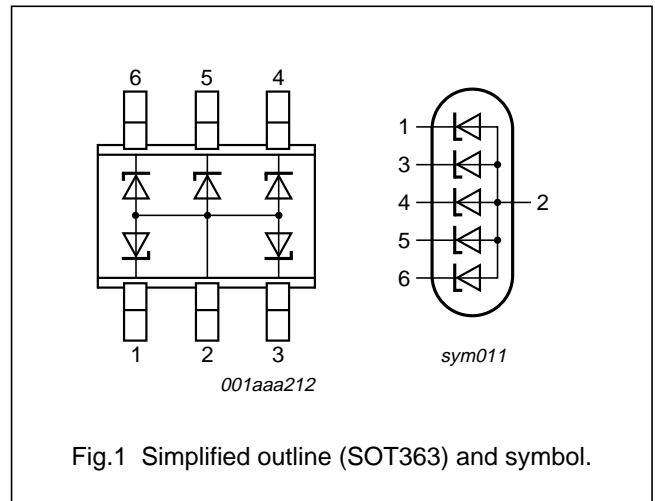 6 5 4
1 2 3
001aaa212
1
3
4 2
5
6
sym011
Fig.1 Simplified outline (SOT363) and symbol.